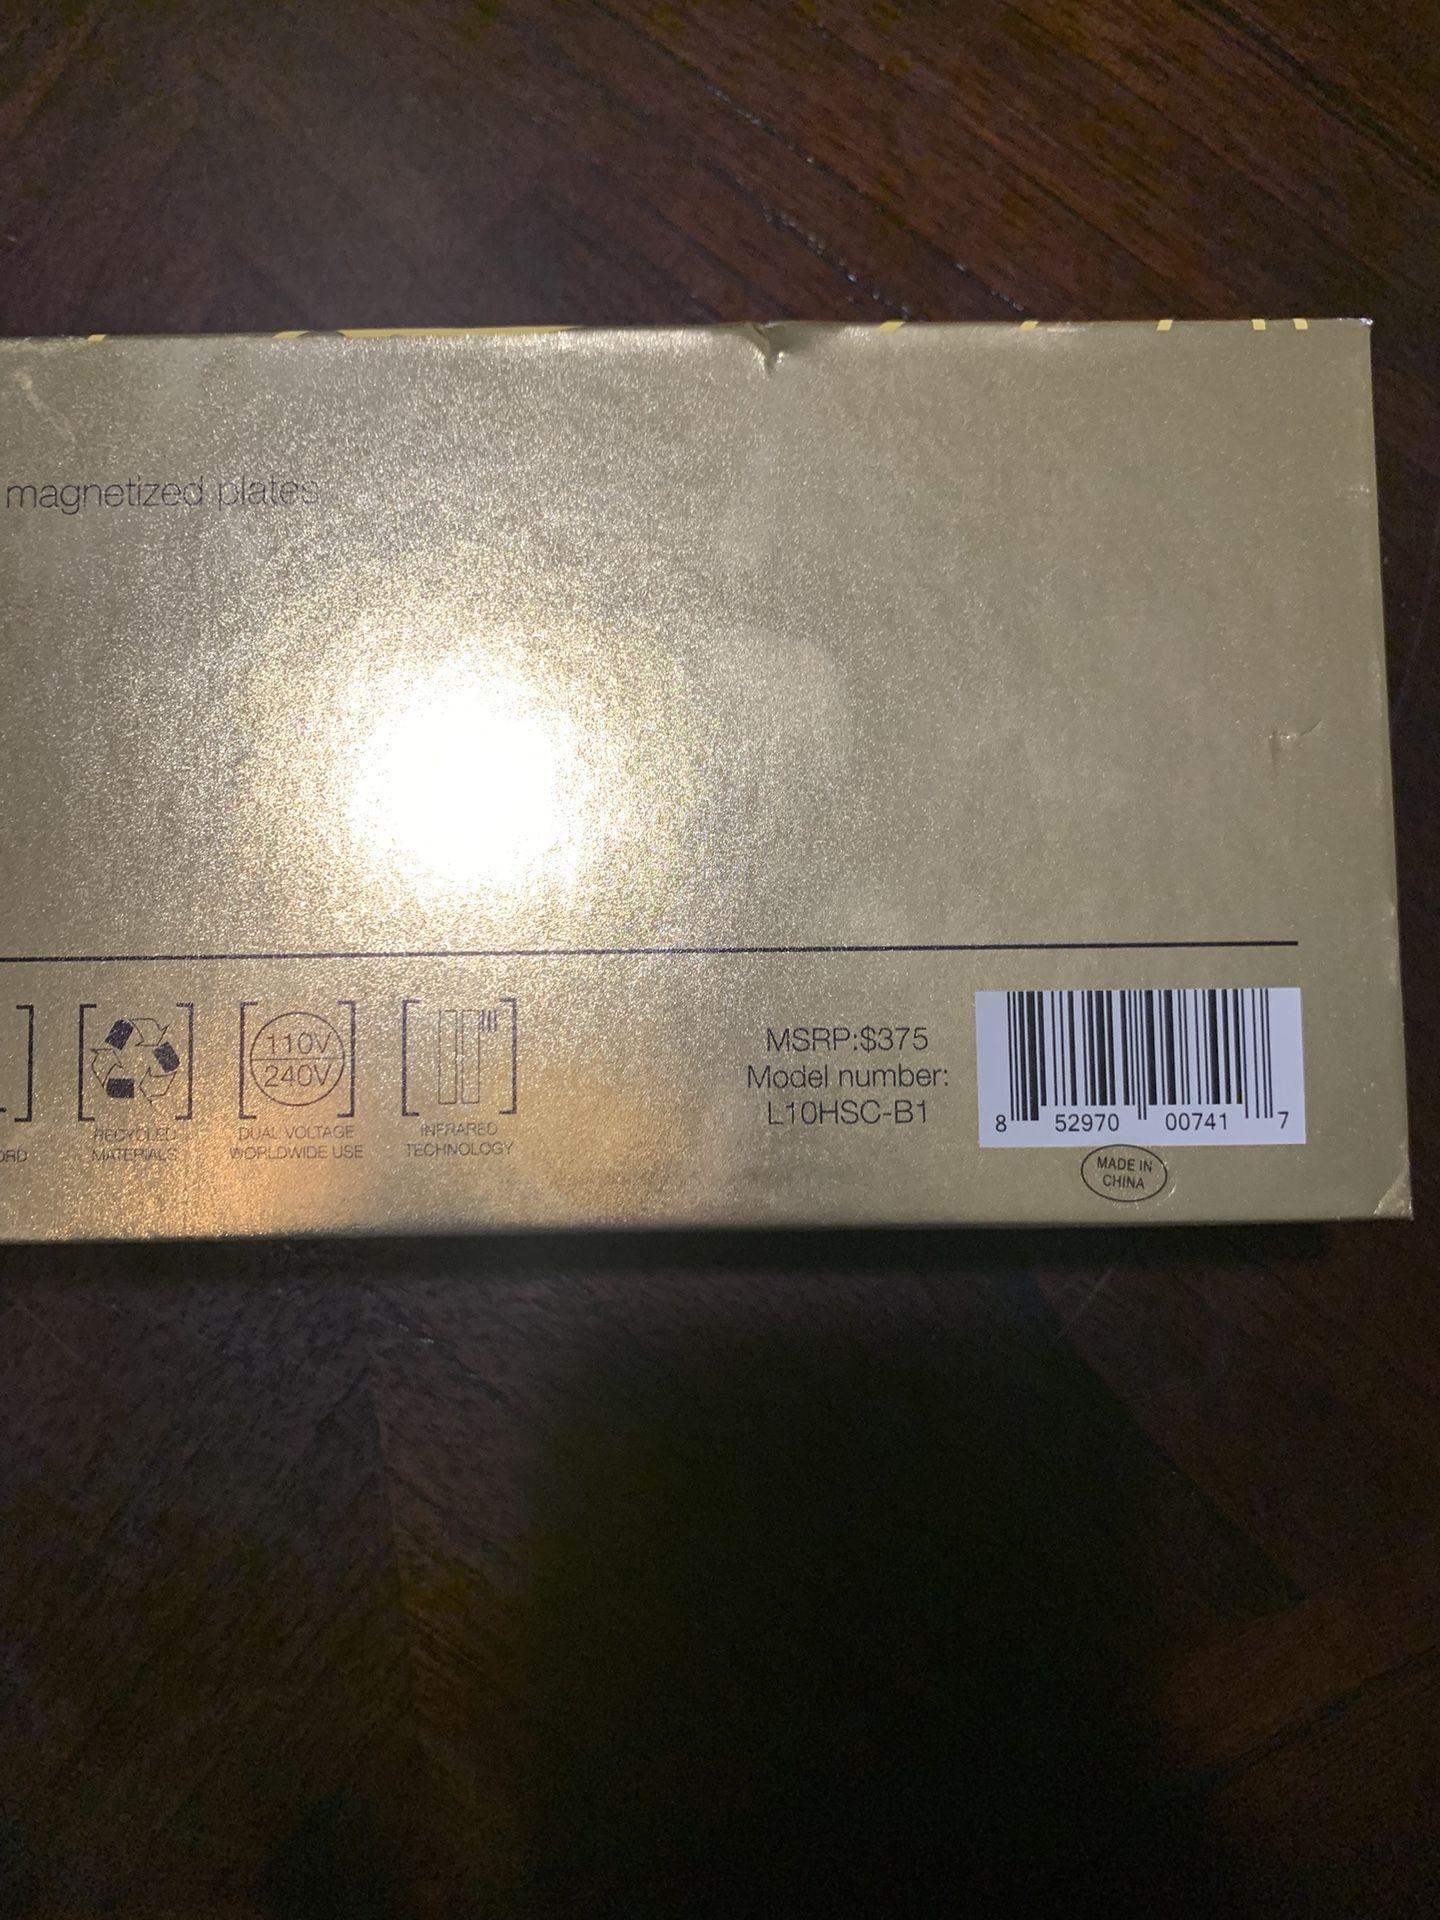 magnetized plates
110V
240V
ORD
RECYCLED
MATERIALS
DUAL VOLTAGE
WORLDWIDE USE
INFRARED
TECHNOLOGY
MSRP:$375
Model number:
L10HSC-B1
8 52970 00741 7
MADE IN
CHINA